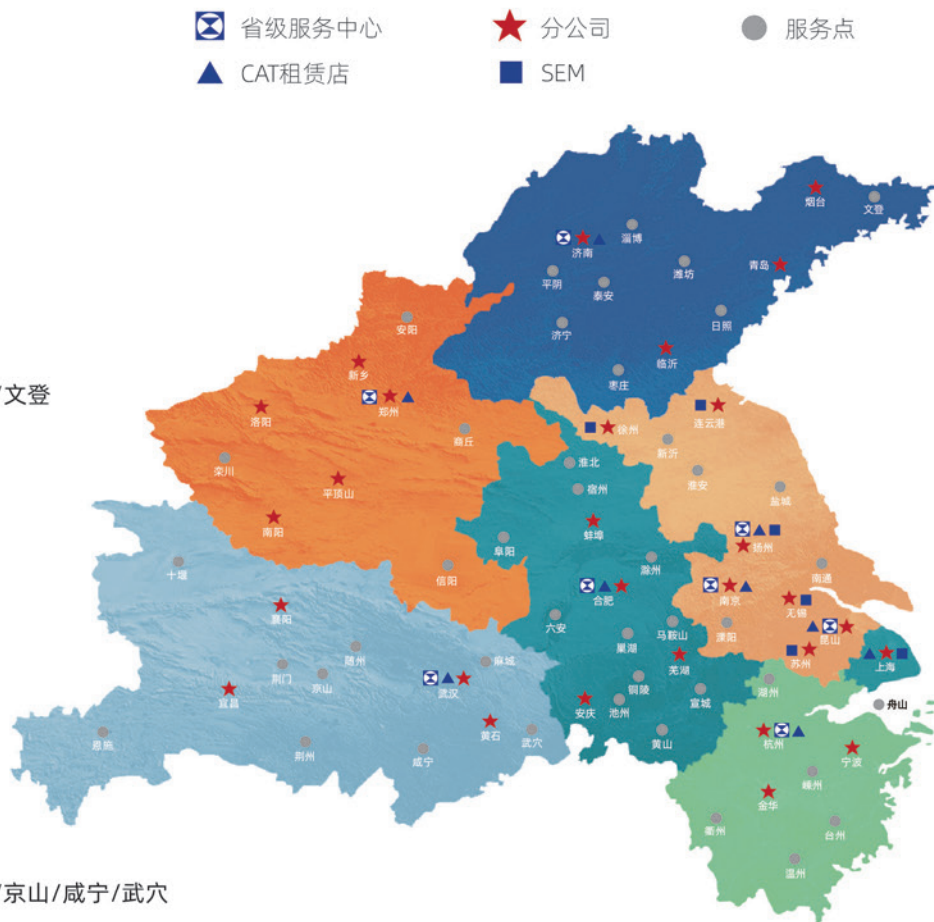 省级服务中心 分公司 服务点
CAT租赁店 SEM
烟台
文登
淄博
济南
潍坊
青岛
平阴
泰安
日照
安阳
济宁
临沂
新乡
枣庄
/文登
郑州
连云港
洛阳
徐州
商丘
新沂
栾川
淮北
淮安
平顶山
宿州
盐城
南阳
蚌埠
扬州
阜阳
滁州
南通
十堰
信阳
合肥
南京
无锡
襄阳
六安
马鞍山
溧阳
昆山
巢湖
苏州
随州
麻城
芜湖
上海
荆门
京山
武汉
铜陵
宣城
湖州
宜昌
安庆
池州
舟山
黄石
恩施
武穴
黄山
杭州
荆州
咸宁
宁波
嵊州
金华
衢州
台州
温州
/京山/咸宁/武穴